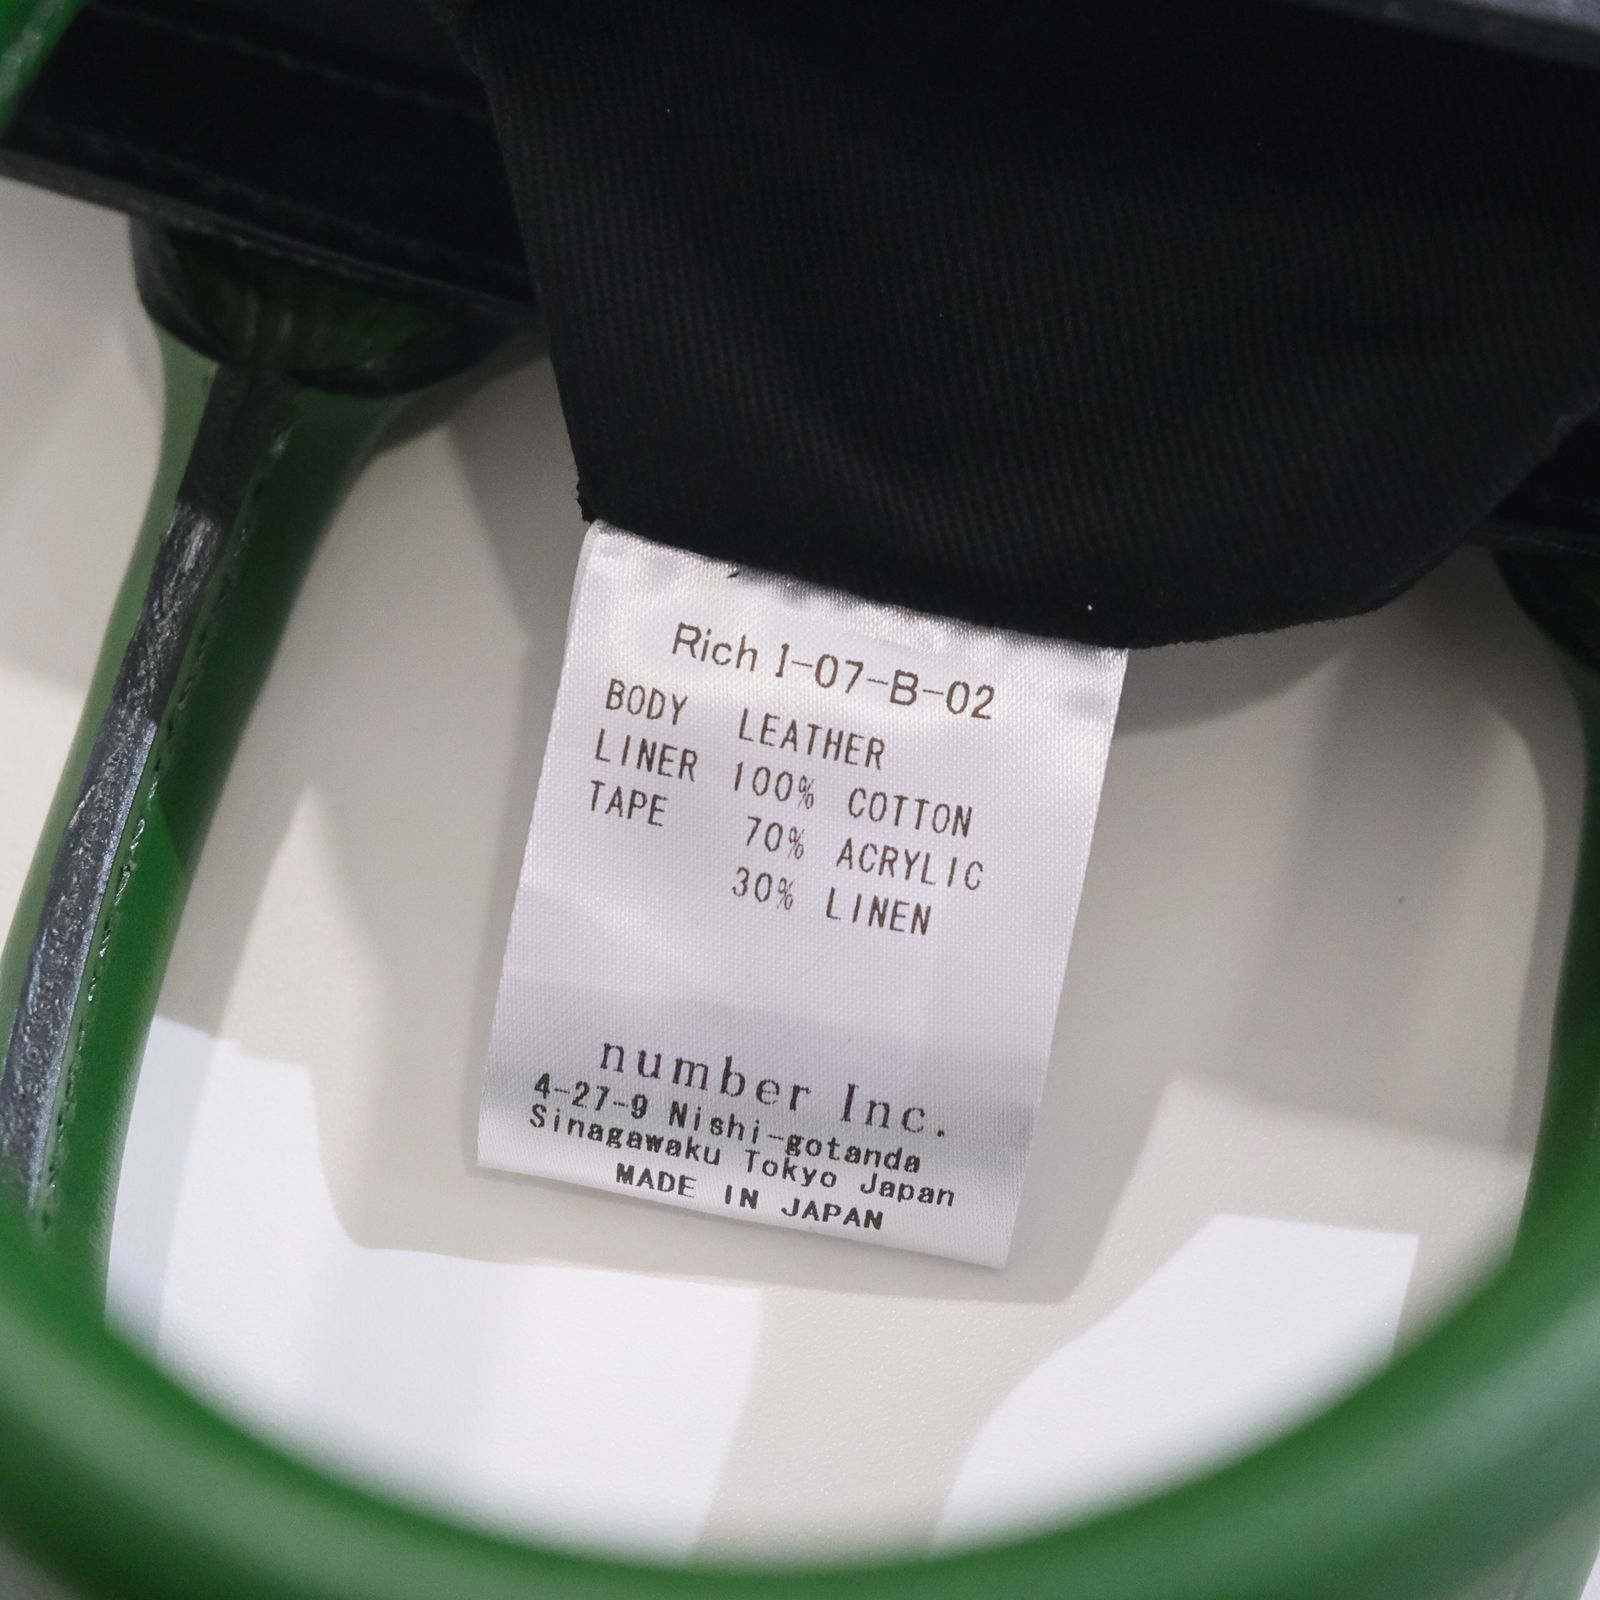 Rich I-07-B-02
BODY LEATHER
LINER 100% COTTON
TAPE 70% ACRYLIC
30% LINEN
number Inc.
4-27-9 Nishi-gotanda
Sinagawaku Tokyo Japan
MADE IN JAPAN